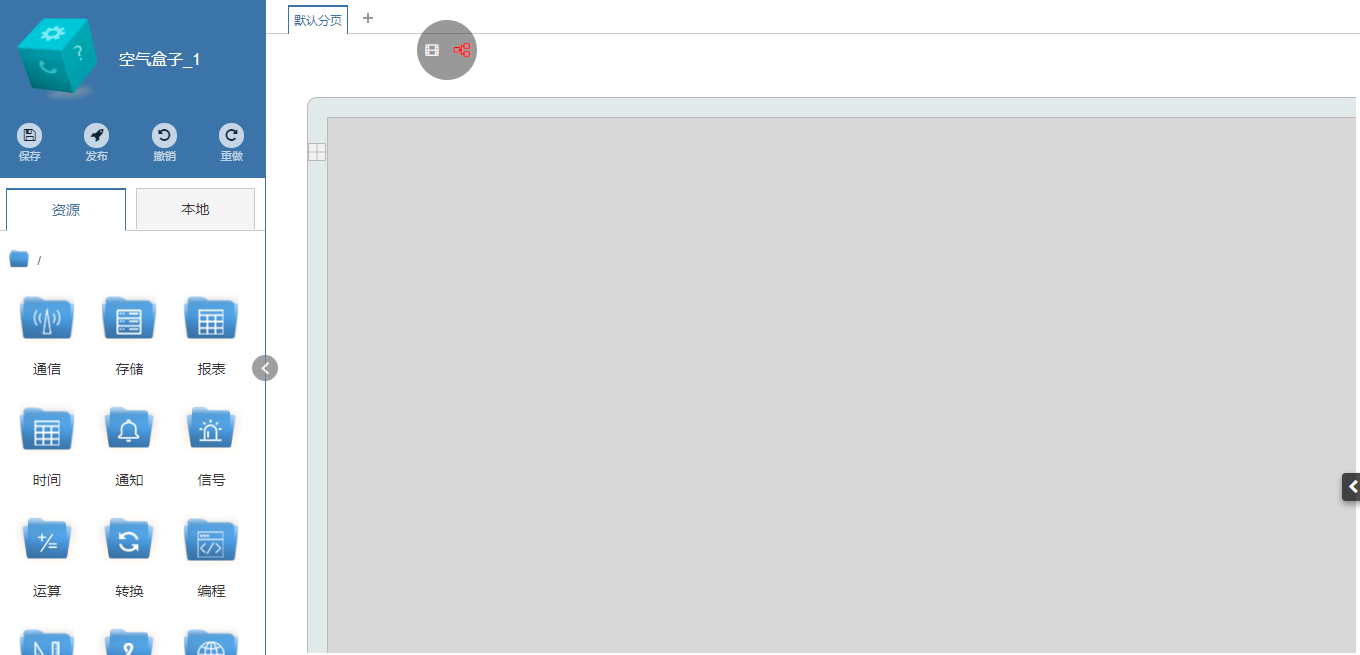 空气盒子_1
保存 发布 撤销 重做
默认分页 +
资源 本地
/
通信 存储 报表
时间 通知 信号
运算 转换 编程